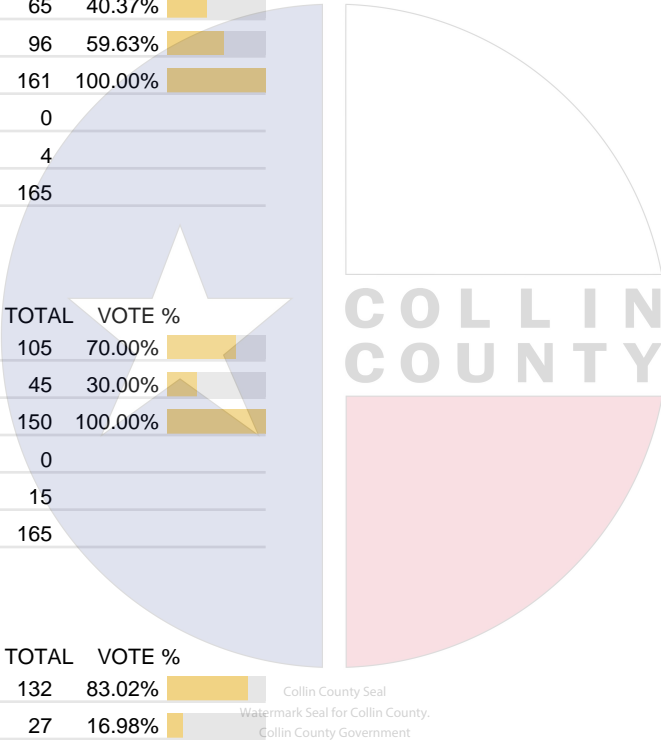 65 40.37%
96 59.63%
161 100.00%
0
4
165
TOTAL VOTE %
105 70.00%
45 30.00%
150 100.00%
0
15
165
TOTAL VOTE %
132 83.02%
27 16.98%
COLLIN
COUNTY
Collin County Seal
Watermark Seal for Collin County.
Collin County Government